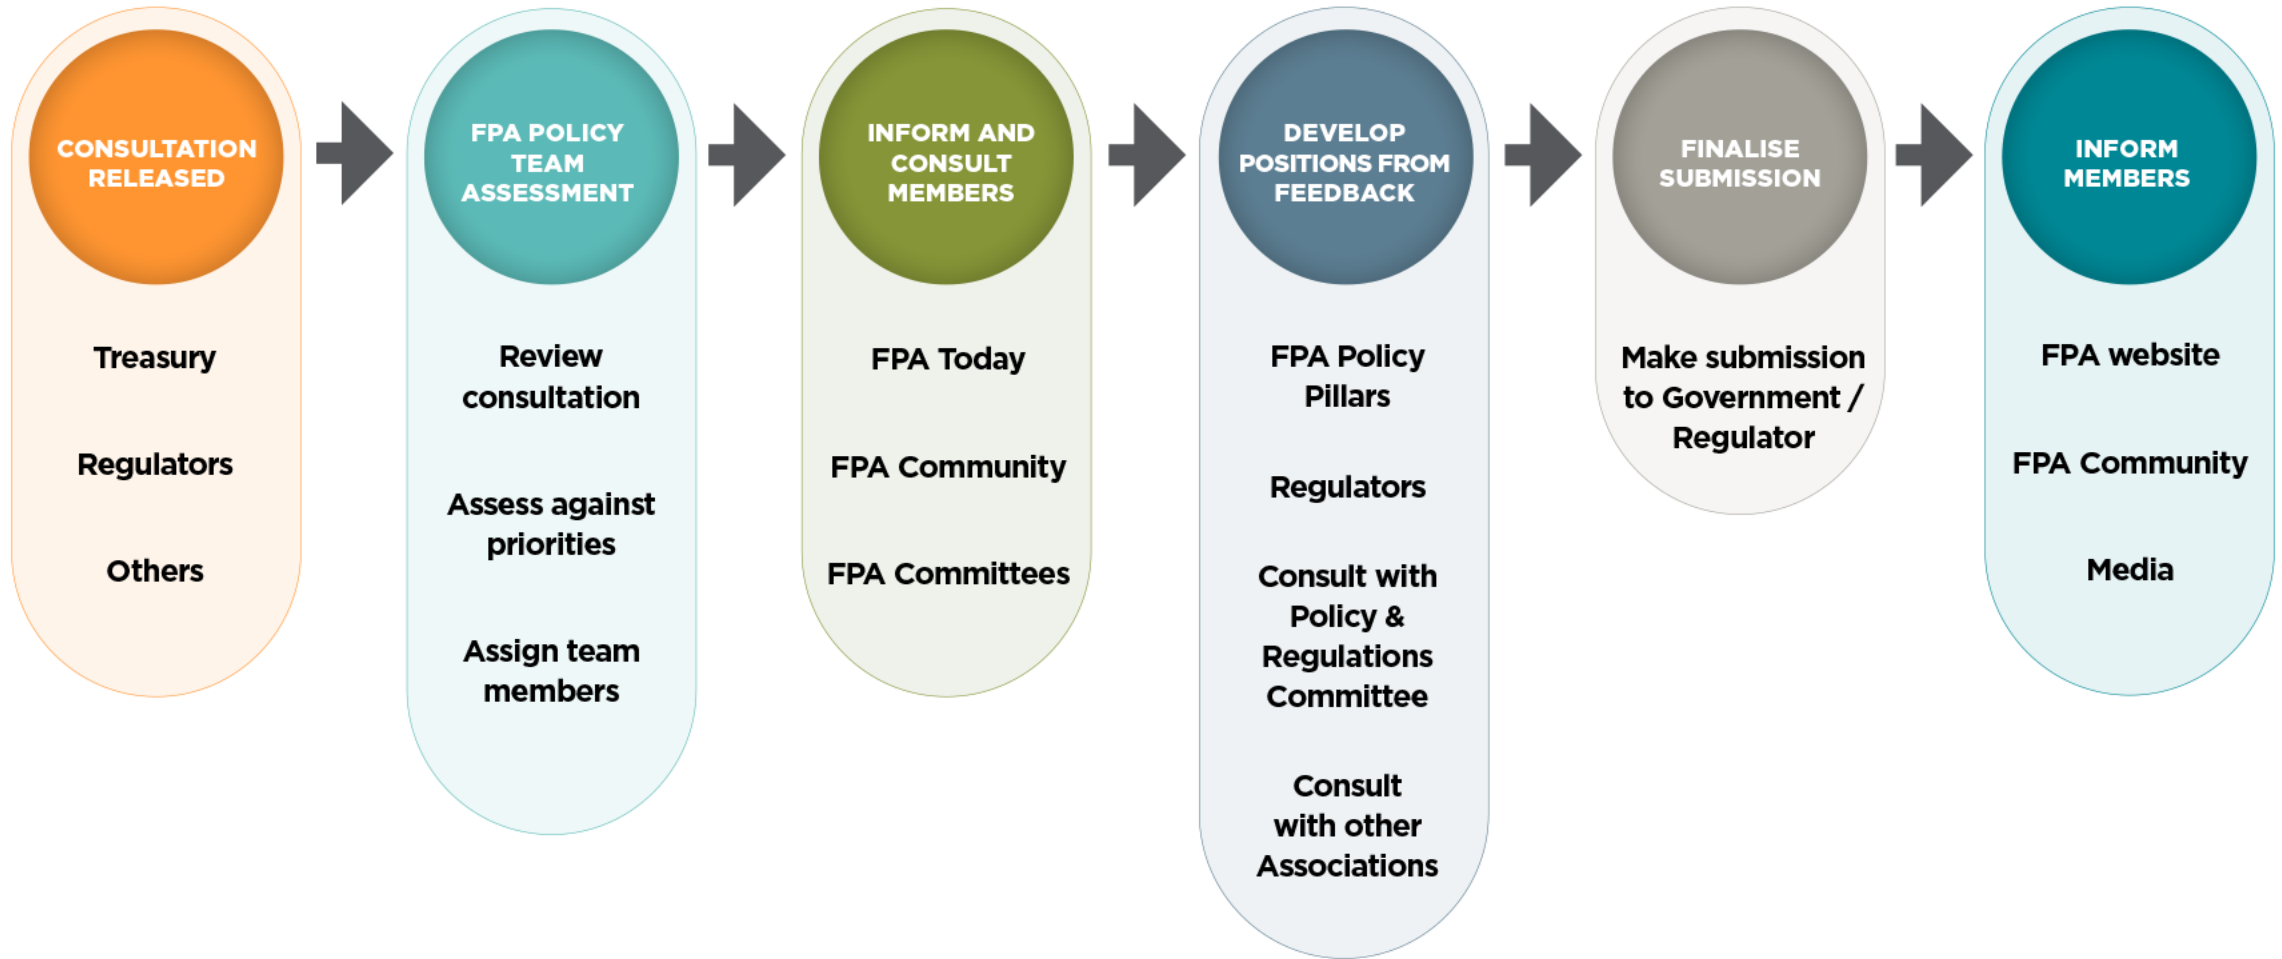 CONSULTATION
RELEASED
Treasury
Regulators
Others
FPA POLICY
TEAM
ASSESSMENT
Review
consultation
Assess against
priorities
Assign team
members
INFORM AND
CONSULT
MEMBERS
FPA Today
FPA Community
FPA Committees
DEVELOP
POSITIONS FROM
FEEDBACK
FPA Policy
Pillars
Regulators
Consult with
Policy &
Regulations
Committee
Consult
with other
Associations
FINALISE
SUBMISSION
Make submission
to Government /
Regulator
INFORM
MEMBERS
FPA website
FPA Community
Media